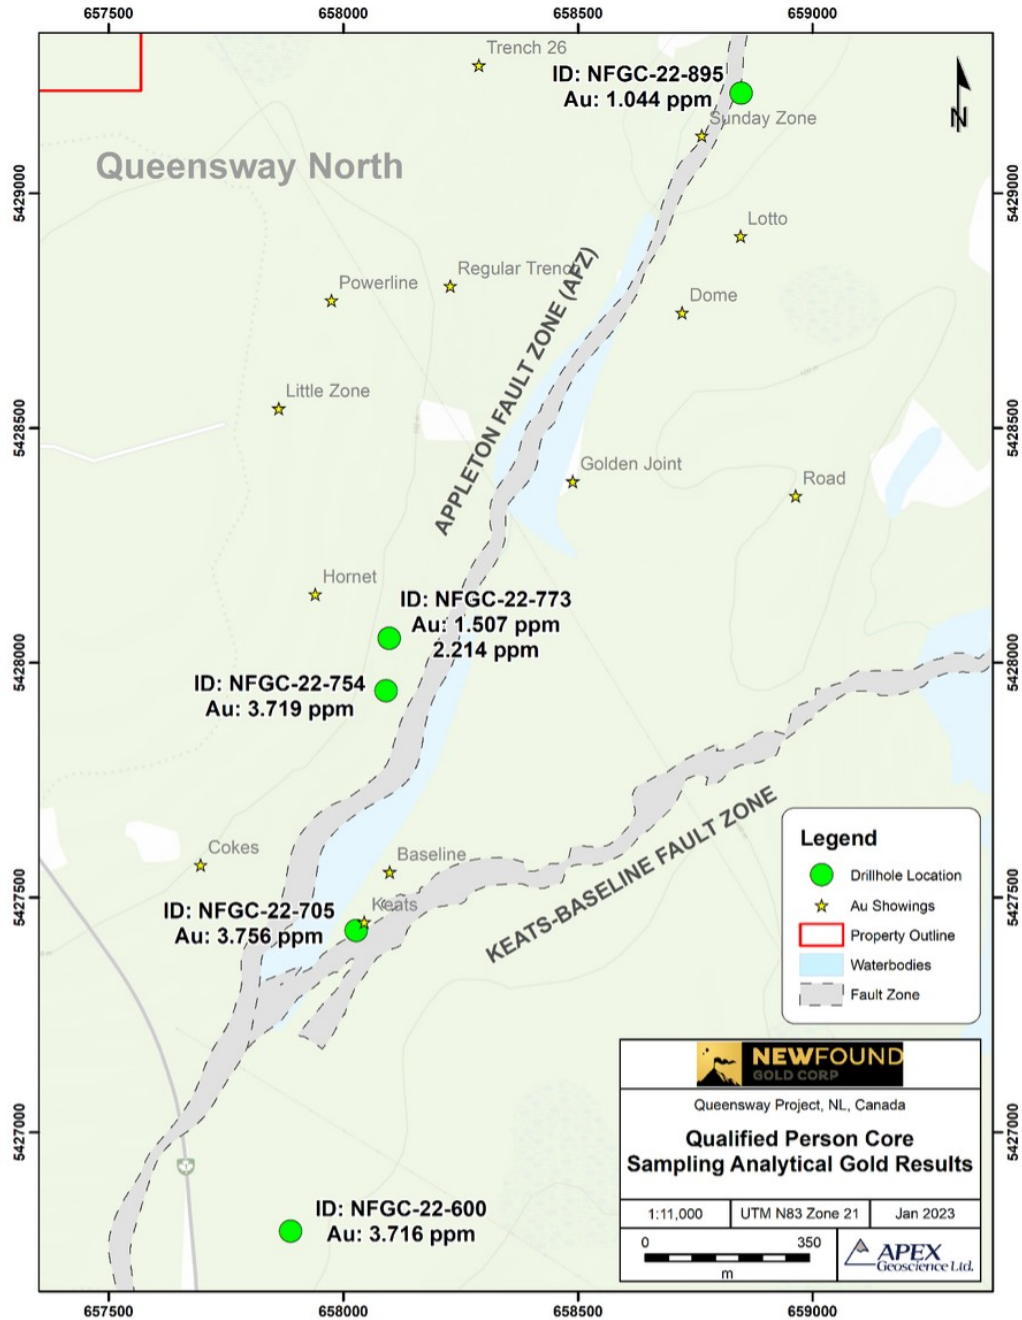 657500 658000 658500 659000
Trench 26
ID: NFGC-22-895
Au: 1.044 ppm
Sunday Zone
N
Queensway North
5429000 5429000
Lotto
Regular Trench
Powerline
Dome
APPLETON FAULT ZONE (AFZ)
Little Zone
5428500 5428500
Golden Joint
Road
Hornet
ID: NFGC-22-773
Au: 1.507 ppm
2.214 ppm
5428000 5428000
ID: NFGC-22-754
Au: 3.719 ppm
KEATS-BASELINE FAULT ZONE
Cokes
Baseline
Keats
5427500 5427500
ID: NFGC-22-705
Au: 3.756 ppm
Legend
Drillhole Location
Au Showings
Property Outline
Waterbodies
Fault Zone
NEWFOUND
GOLD CORP
Queensway Project, NL, Canada
Qualified Person Core
Sampling Analytical Gold Results
5427000 5427000
1:11,000 UTM N83 Zone 21 Jan 2023
0 350
m
APEX
Geoscience Ltd.
ID: NFGC-22-600
Au: 3.716 ppm
657500 658000 658500 659000